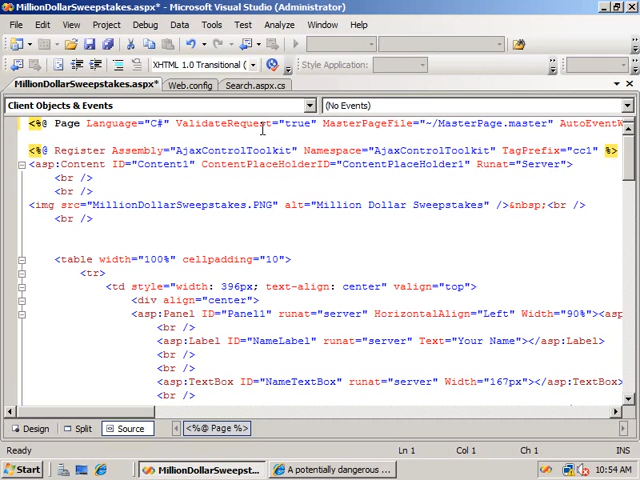 MillionDollarSweepstakes.aspx* - Microsoft Visual Studio (Administrator)
File Edit View Website Project Build Debug Data Format Tools Test Analyze Window Help
XHTML 1.0 Transitional ( Style Application:
MillionDollarSweepstakes.aspx* Web.config Search.aspx.cs
Client Objects & Events (No Events)
<%@ Page Language="C#" ValidateRequest="true" MasterPageFile="~/MasterPage.master" AutoEventW
<%@ Register Assembly="AjaxControlToolkit" Namespace="AjaxControlToolkit" TagPrefix="cc1" %>
<asp:Content ID="Content1" ContentPlaceHolderID="ContentPlaceHolder1" Runat="Server">
<br />
<br />
<img src="MillionDollarSweepstakes.PNG" alt="Million Dollar Sweepstakes" />&nbsp;<br />
<br />
<table width="100%" cellpadding="10">
<tr>
<td style="width: 396px; text-align: center" valign="top">
<div align="center">
<asp:Panel ID="Panel1" runat="server" HorizontalAlign="Left" Width="90%"><asp
<br />
<asp:Label ID="NameLabel" runat="server" Text="Your Name"></asp:Label>
<br />
<br />
<asp:TextBox ID="NameTextBox" runat="server" Width="167px"></asp:TextBox>
<br />
Design Split Source <%@ Page %>
Ready Ln 1 Col 1 Ch 1 INS
Start MillionDollarSweepst... A potentially dangerous ... 10:54 AM